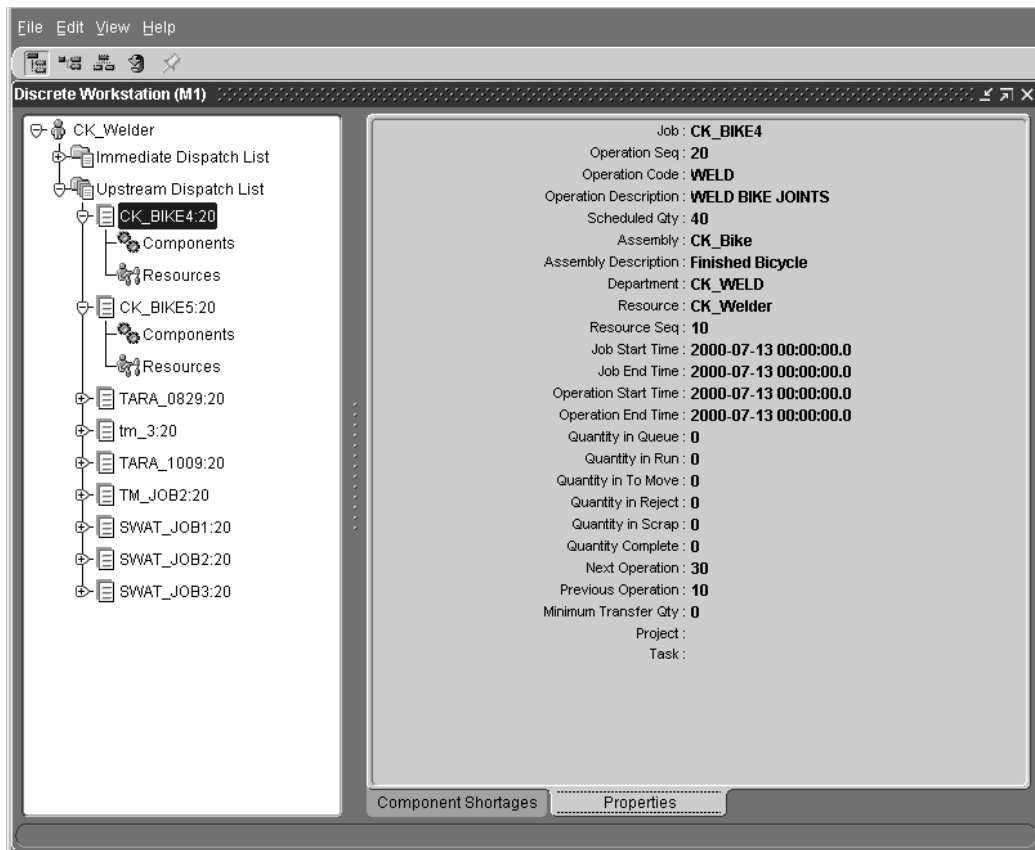 File Edit View Help
Discrete Workstation (M1)
CK_Welder
Immediate Dispatch List
Upstream Dispatch List
CK_BIKE4:20
Components
Resources
CK_BIKE5:20
Components
Resources
TARA_0829:20
tm_3:20
TARA_1009:20
TM_JOB2:20
SWAT_JOB1:20
SWAT_JOB2:20
SWAT_JOB3:20
Job : CK_BIKE4
Operation Seq : 20
Operation Code : WELD
Operation Description : WELD BIKE JOINTS
Scheduled Qty : 40
Assembly : CK_Bike
Assembly Description : Finished Bicycle
Department : CK_WELD
Resource : CK_Welder
Resource Seq : 10
Job Start Time : 2000-07-13 00:00:00.0
Job End Time : 2000-07-13 00:00:00.0
Operation Start Time : 2000-07-13 00:00:00.0
Operation End Time : 2000-07-13 00:00:00.0
Quantity in Queue : 0
Quantity in Run : 0
Quantity in To Move : 0
Quantity in Reject : 0
Quantity in Scrap : 0
Quantity Complete : 0
Next Operation : 30
Previous Operation : 10
Minimum Transfer Qty : 0
Project :
Task :
Component Shortages Properties